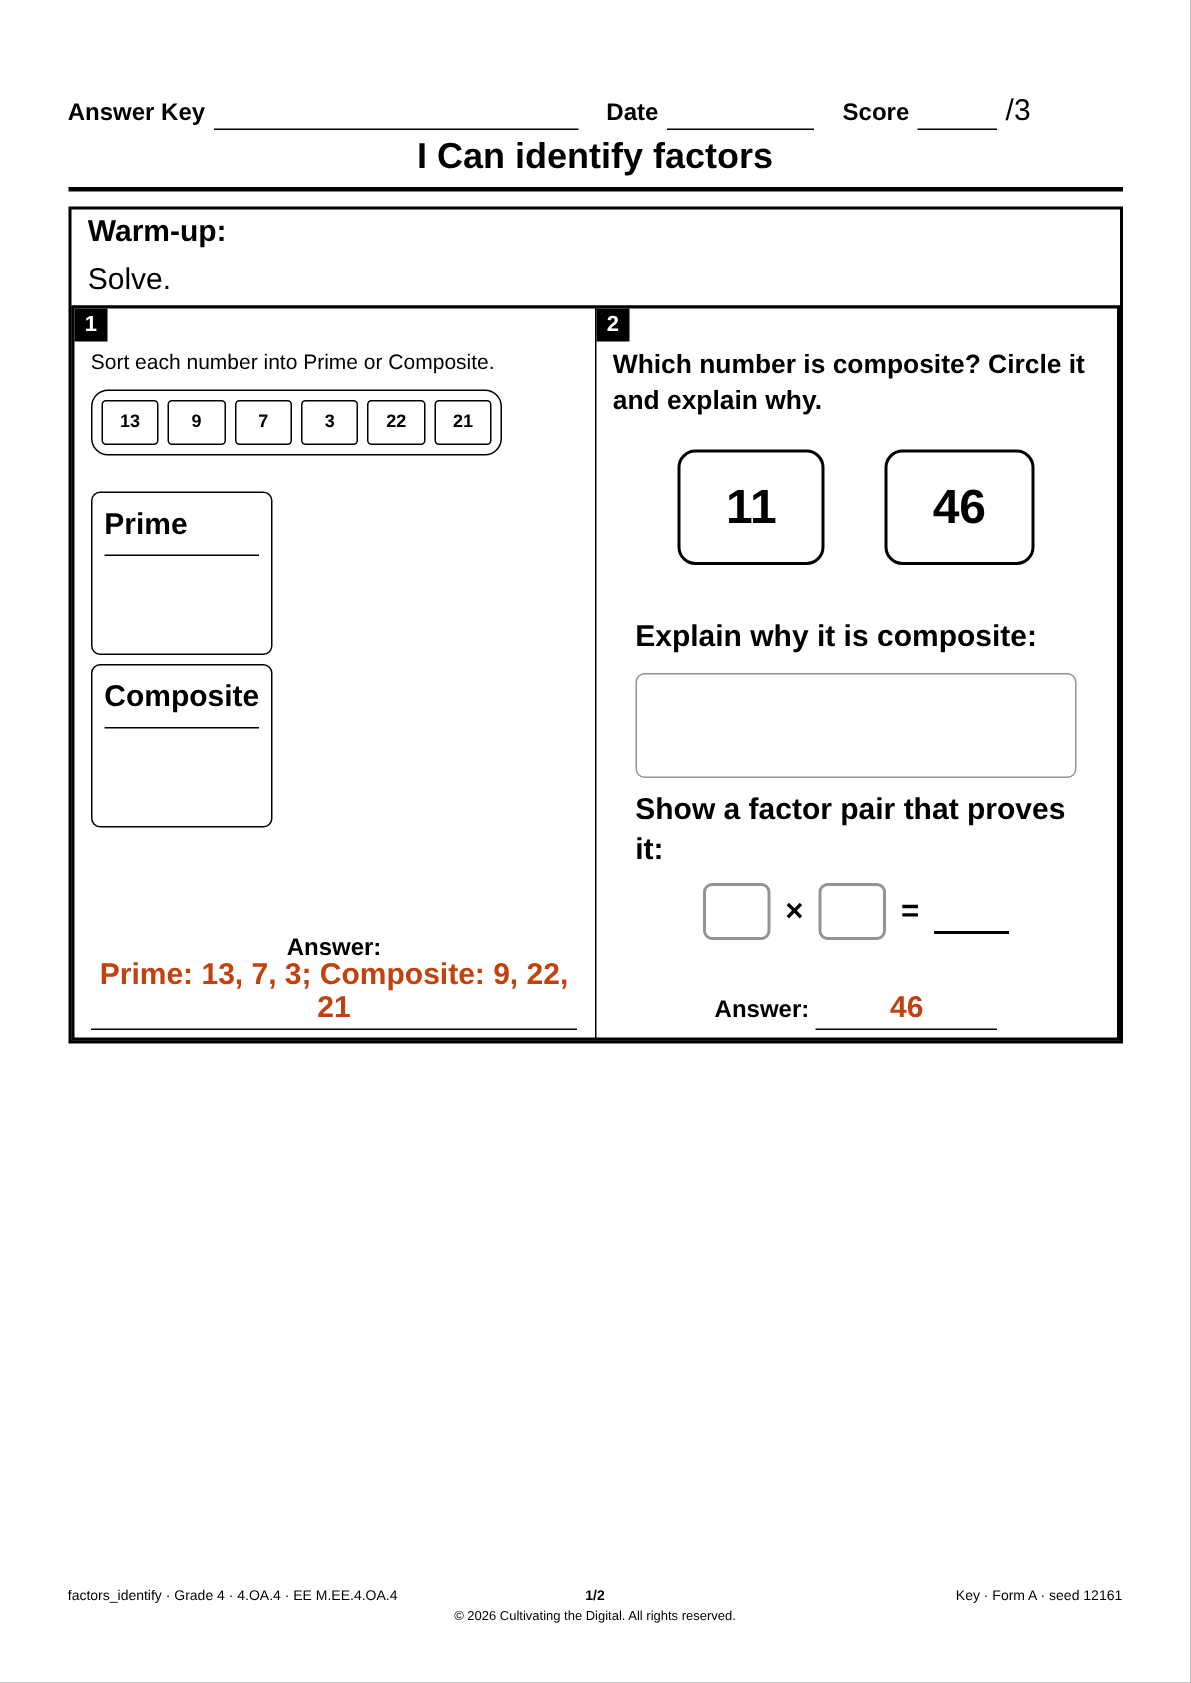 Answer Key Date Score /3
I Can identify factors
Warm-up:
Solve.
1
Sort each number into Prime or Composite.
13 9 7 3 22 21
Prime
Composite
Answer:
Prime: 13, 7, 3; Composite: 9, 22,
21
2
Which number is composite? Circle it
and explain why.
11 46
Explain why it is composite:
Show a factor pair that proves
it:
× =
Answer: 46
factors_identify · Grade 4 · 4.OA.4 · EE M.EE.4.OA.4 1/2 Key · Form A · seed 12161
© 2026 Cultivating the Digital. All rights reserved.